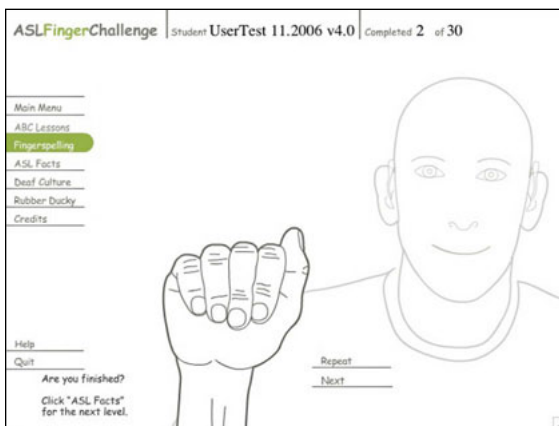 ASLFingerChallenge Student UserTest 11.2006 v4.0 Completed 2 of 30
Main Menu
ABC Lessons
Fingerspelling
ASL Facts
Deaf Culture
Rubber Ducky
Credits
Help
Quit
Are you finished?
Click "ASL Facts"
for the next level.
Repeat
Next